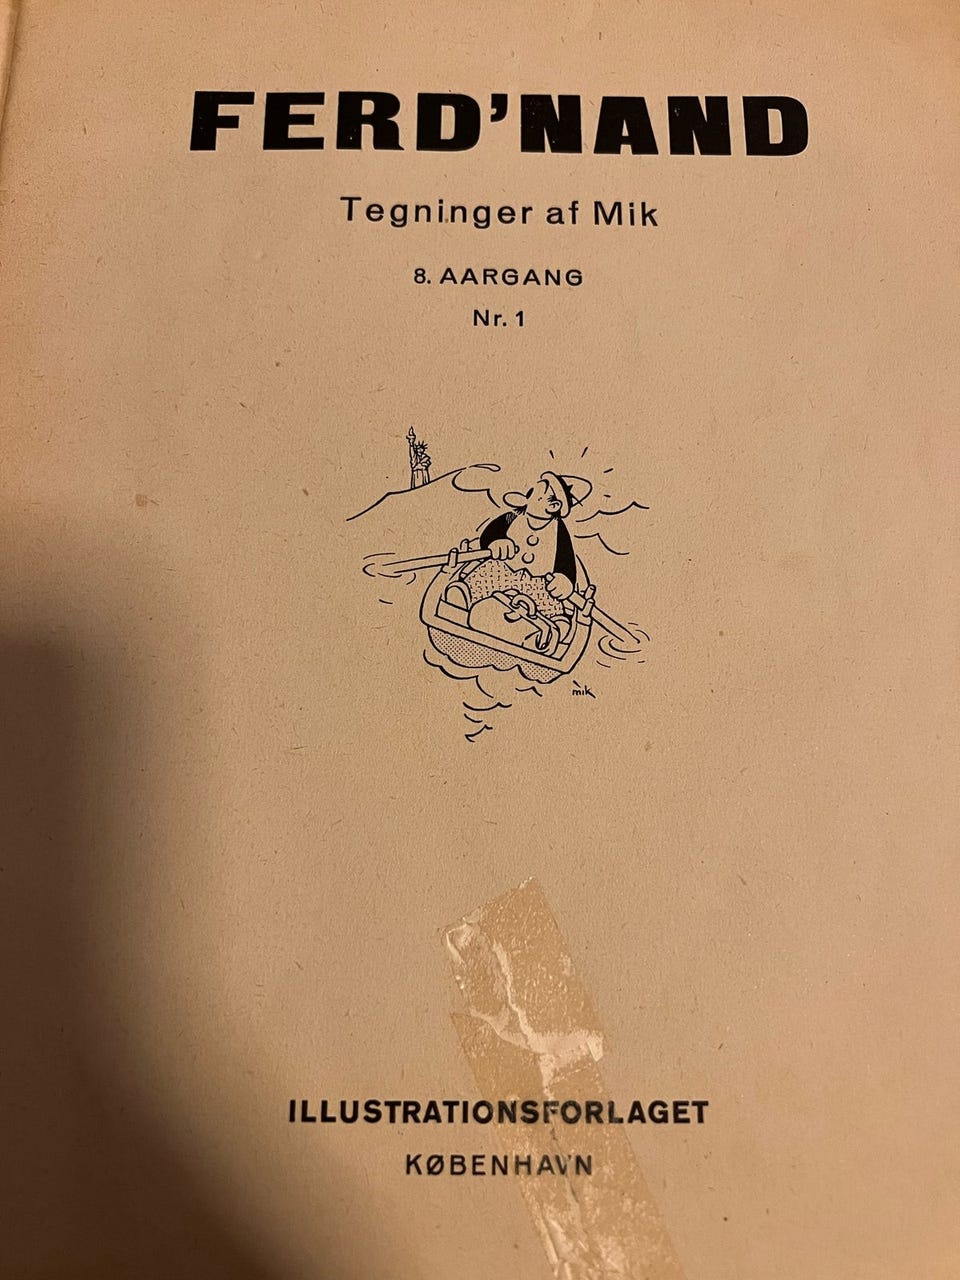 FERD'NAND
Tegninger af Mik
8. AARGANG
Nr. 1
mik
ILLUSTRATIONSFORLAGET
KØBENHAVN